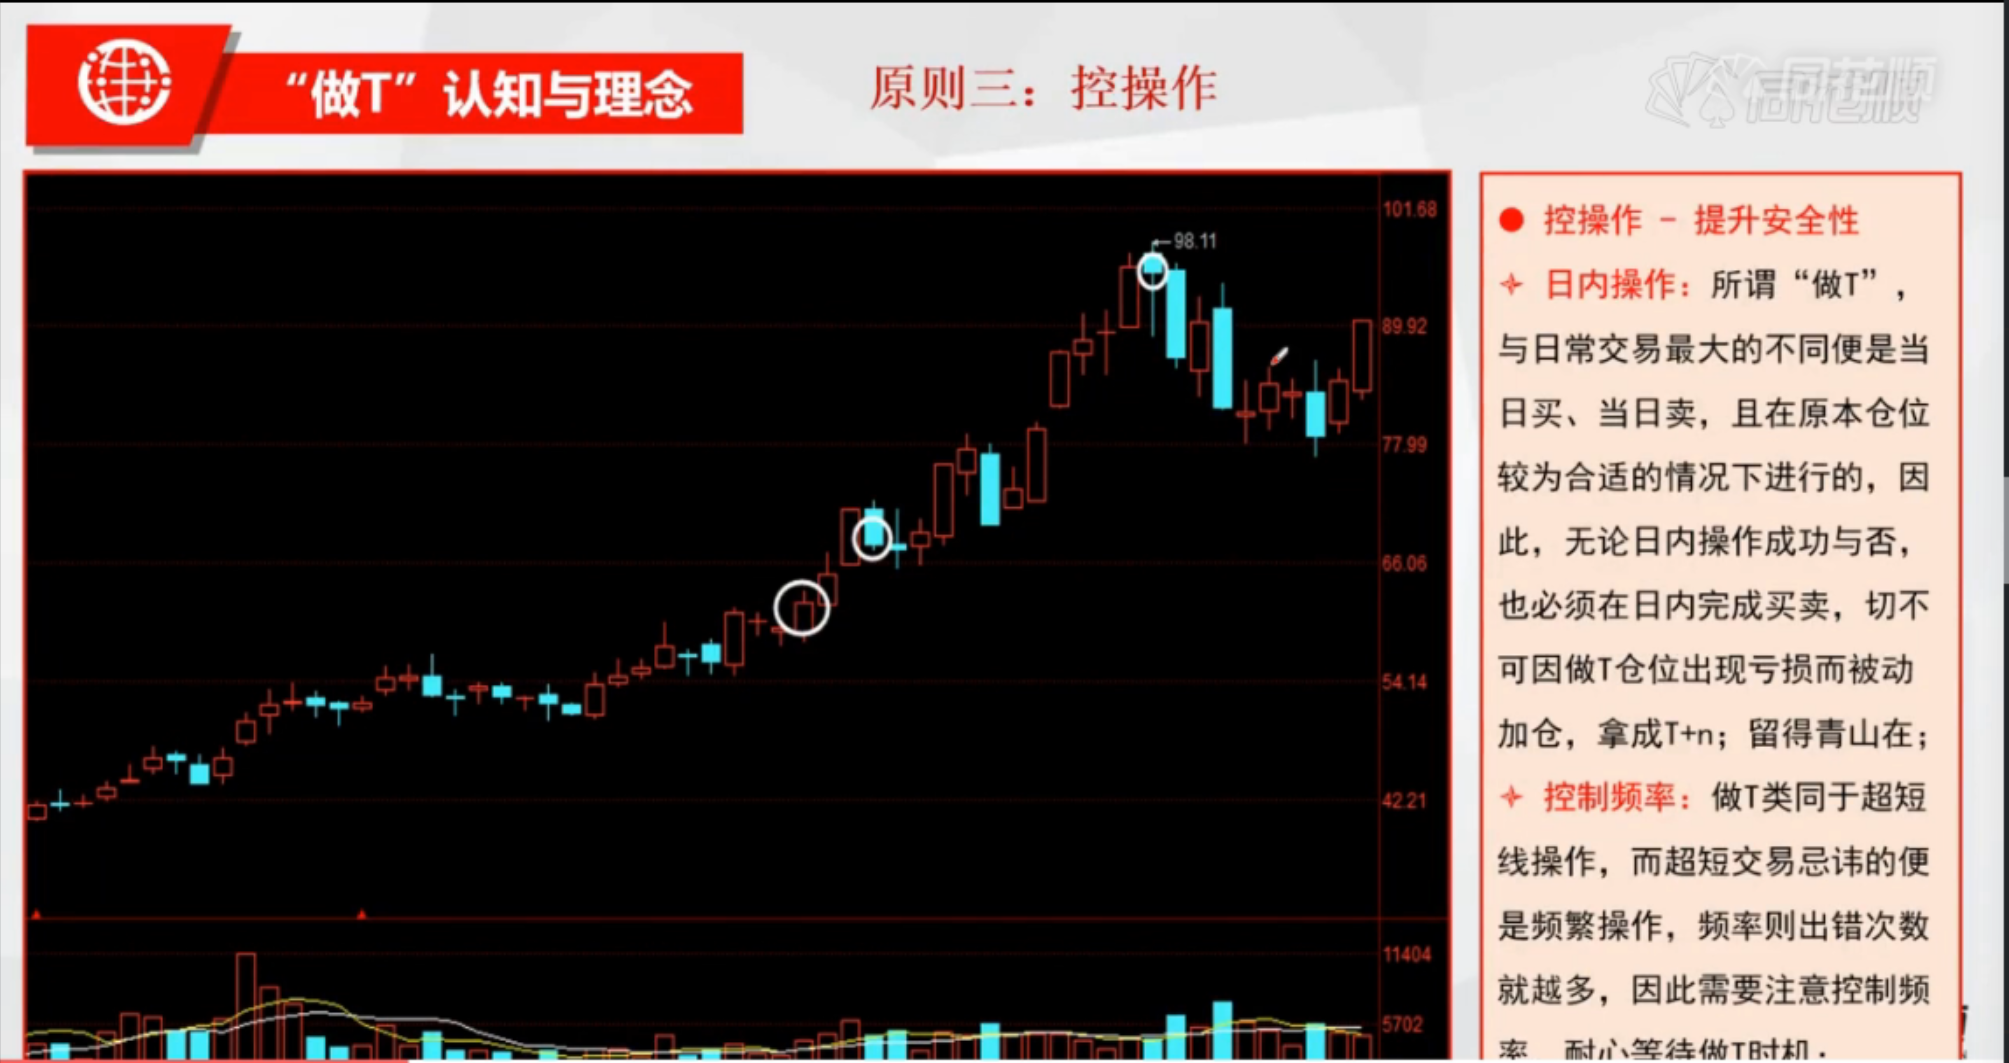 “做T”认知与理念
原则三：控操作
同花顺
101.68
98.11
89.92
77.99
66.06
54.14
42.21
11404
5702
控操作 - 提升安全性
日内操作：所谓“做T”，
与日常交易最大的不同便是当
日买、当日卖，且在原本仓位
较为合适的情况下进行的，因
此，无论日内操作成功与否，
也必须在日内完成买卖，切不
可因做T仓位出现亏损而被动
加仓，拿成T+n；留得青山在；
控制频率：做T类同于超短
线操作，而超短交易忌讳的便
是频繁操作，频率则出错次数
就越多，因此需要注意控制频
率，耐心等待做T时机；